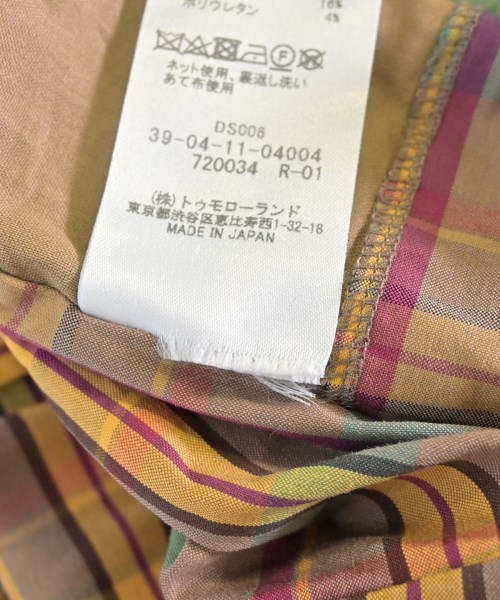 ポリウレタン 4%
ネット使用、裏返し洗い
あて布使用
DS006
39-04-11-04004
720034 R-01
(株)トゥモローランド
東京都渋谷区恵比寿西1-32-18
MADE IN JAPAN